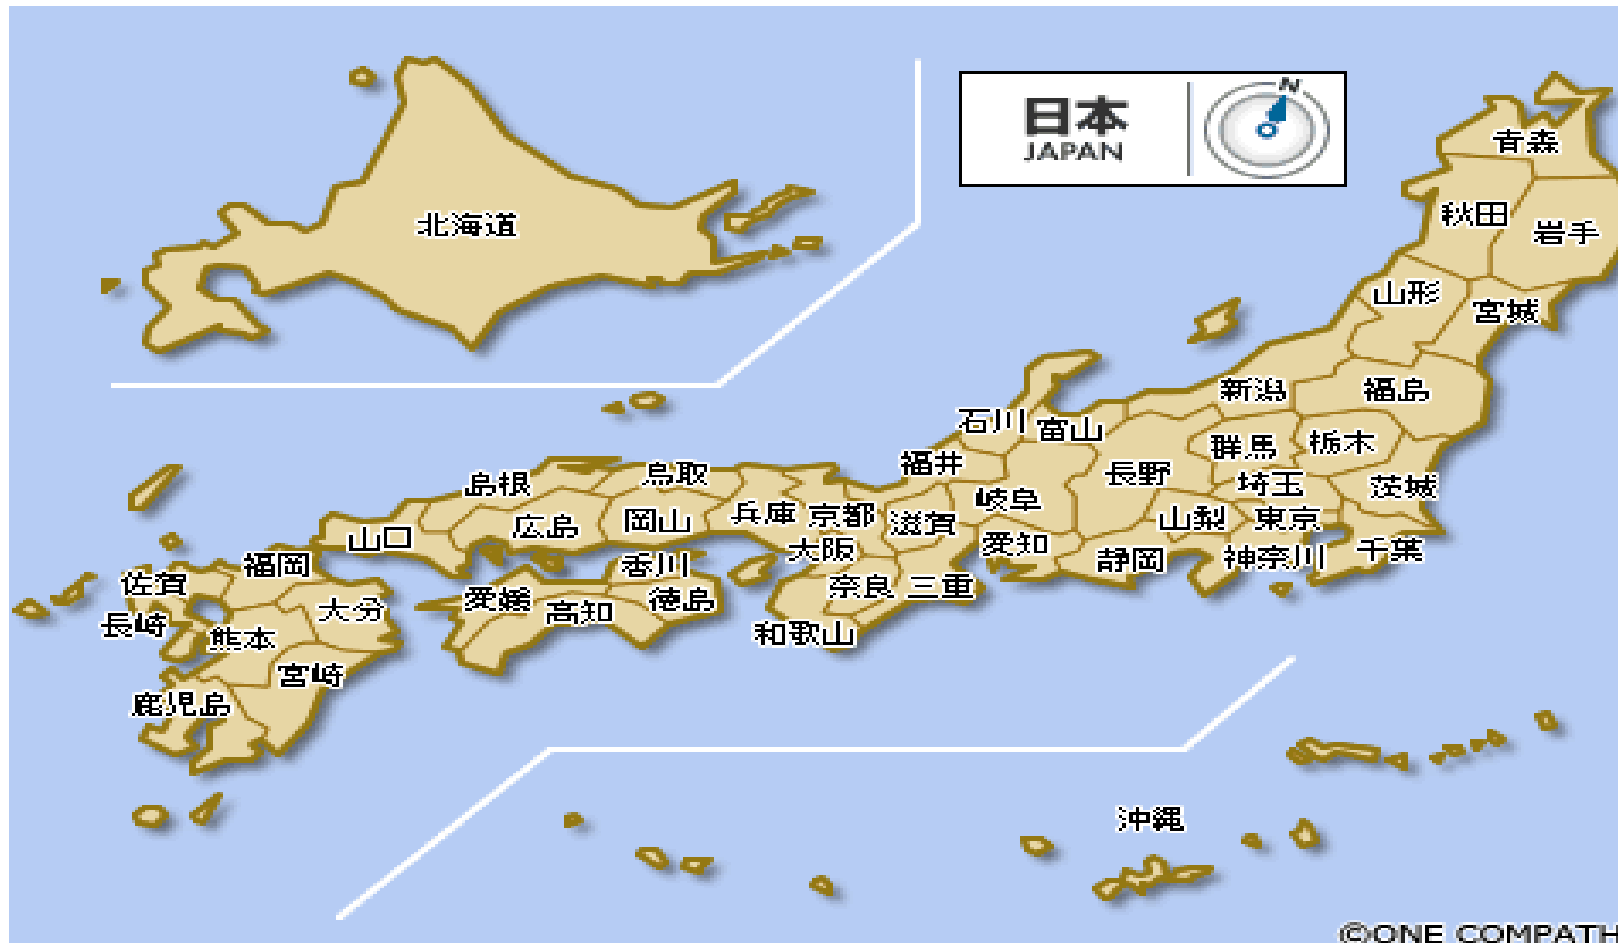 日本
JAPAN
N
北海道
青森
秋田
岩手
山形
宮城
新潟
福島
石川
富山
群馬
栃木
福井
長野
埼玉
茨城
島根
鳥取
岐阜
兵庫
京都
滋賀
山梨
東京
広島
岡山
山口
大阪
愛知
静岡
神奈川
千葉
福岡
香川
佐賀
奈良
三重
愛媛
徳島
高知
大分
長崎
熊本
和歌山
宮崎
鹿児島
沖縄
©ONE COMPATH